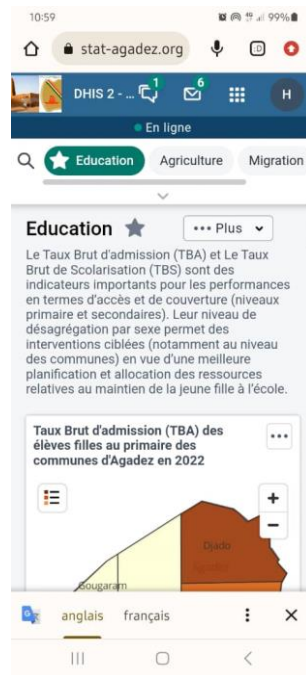 10:59
4G 99%
stat-agadez.org
:D
DHIS 2 - ...
1
6
H
En ligne
Education
Agriculture
Migration
Education
••• Plus
Le Taux Brut d'admission (TBA) et Le Taux
Brut de Scolarisation (TBS) sont des
indicateurs importants pour les performances
en termes d'accès et de couverture (niveaux
primaire et secondaires). Leur niveau de
désagrégation par sexe permet des
interventions ciblées (notamment au niveau
des communes) en vue d'une meilleure
planification et allocation des ressources
relatives au maintien de la jeune fille à l'école.
Taux Brut d'admission (TBA) des
élèves filles au primaire des
communes d'Agadez en 2022
+
−
Djado
Agadez
Gougaram
anglais français